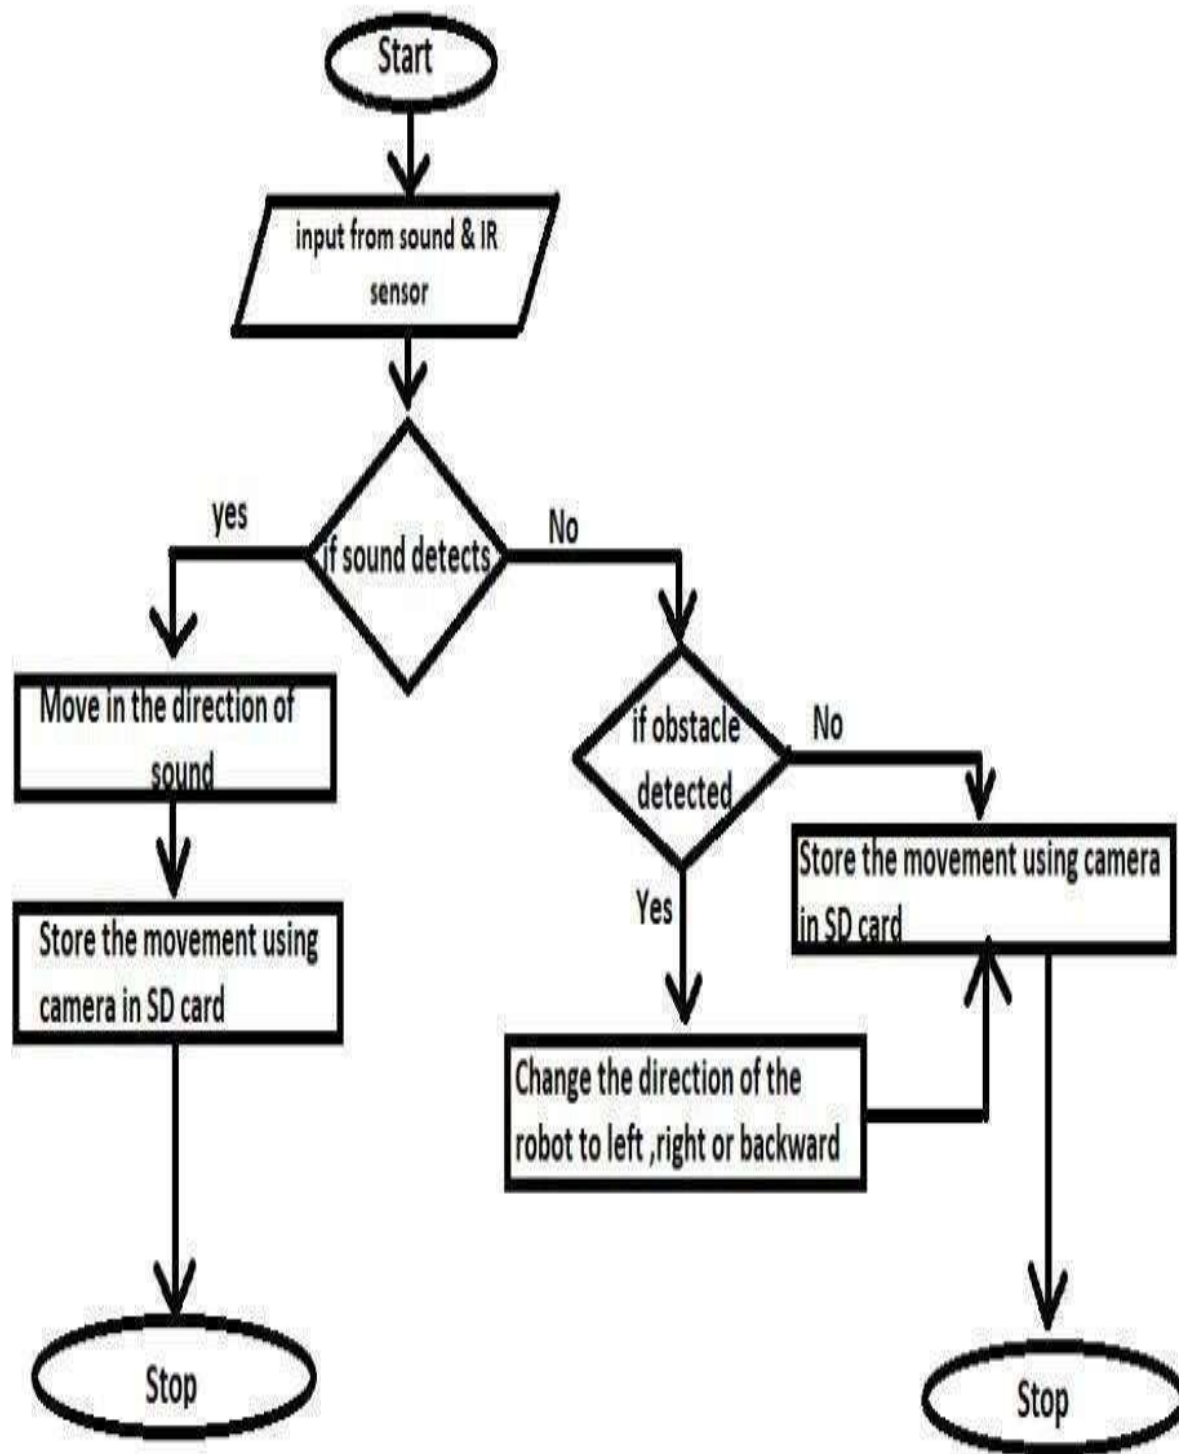 Start
input from sound & IR
sensor
yes
if sound detects
No
Move in the direction of
sound
if obstacle
detected
No
Store the movement using camera
in SD card
Yes
Store the movement using
camera in SD card
Change the direction of the
robot to left ,right or backward
Stop
Stop